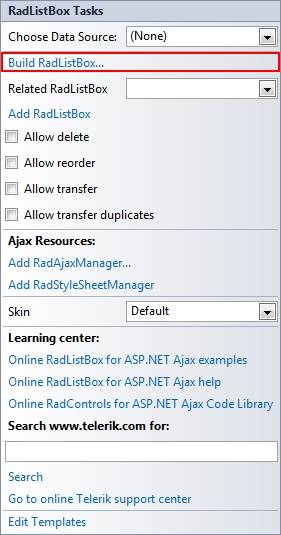 RadListBox Tasks
Choose Data Source: (None)
Build RadListBox...
Related RadListBox
Add RadListBox
Allow delete
Allow reorder
Allow transfer
Allow transfer duplicates
Ajax Resources:
Add RadAjaxManager...
Add RadStyleSheetManager
Skin Default
Learning center:
Online RadListBox for ASP.NET Ajax examples
Online RadListBox for ASP.NET Ajax help
Online RadControls for ASP.NET Ajax Code Library
Search www.telerik.com for:
Search
Go to online Telerik support center
Edit Templates